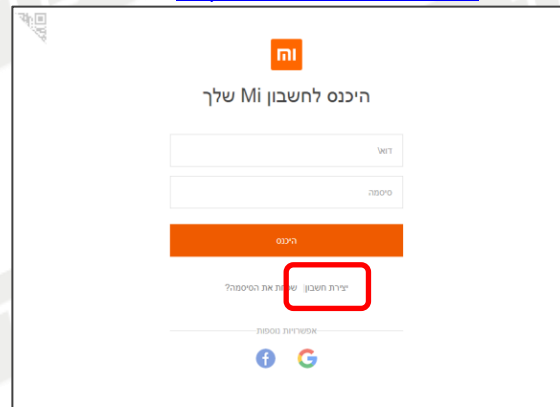 mi
היכנס לחשבון Mi שלך
דוא\
סיסמה
היכנס
יצירת חשבון שכחת את הסיסמה?
אפשרויות נוספות
f G